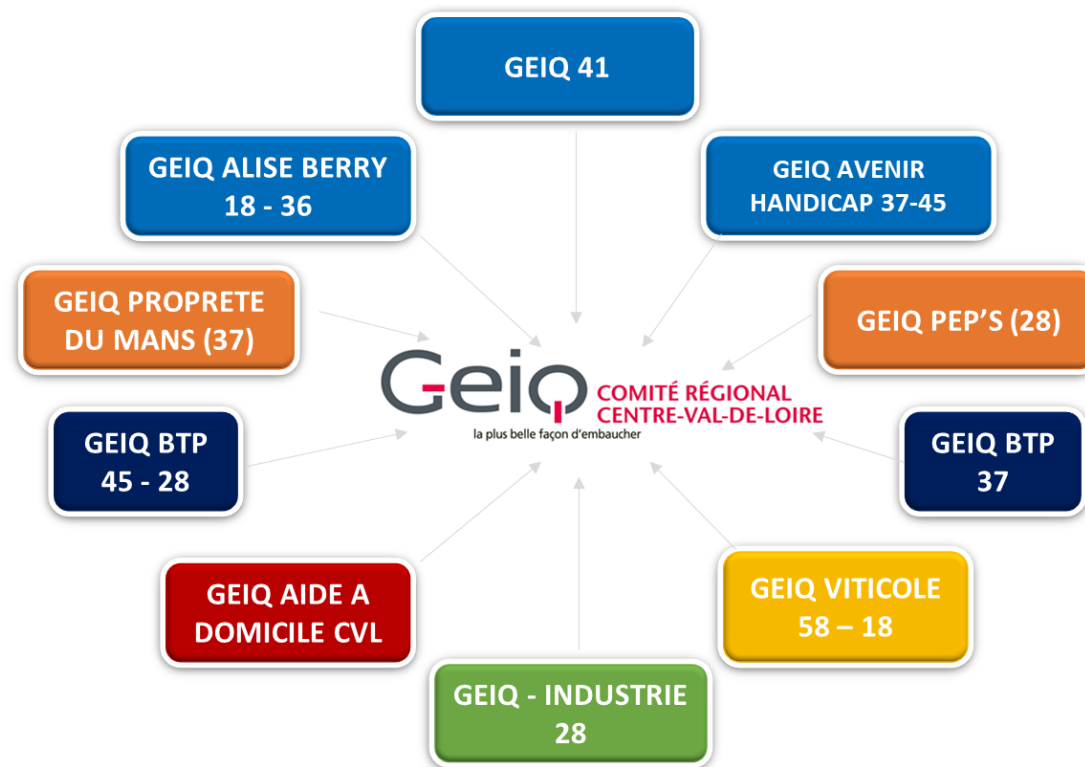 GEIQ 41
GEIQ ALISE BERRY
18 - 36
GEIQ AVENIR
HANDICAP 37-45
GEIQ PROPRETE
DU MANS (37)
GEIQ PEP'S (28)
GeiQ COMITÉ RÉGIONAL
CENTRE-VAL-DE-LOIRE
la plus belle façon d'embaucher
GEIQ BTP
45 - 28
GEIQ BTP
37
GEIQ AIDE A
DOMICILE CVL
GEIQ VITICOLE
58 – 18
GEIQ - INDUSTRIE
28